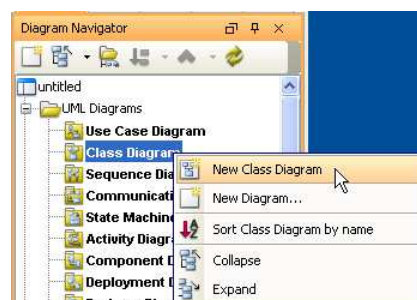 Diagram Navigator
untitled
UML Diagrams
Use Case Diagram
Class Diagram
New Class Diagram
Sequence Dia
New Diagram...
Communicati
State Machin
Sort Class Diagram by name
Activity Diagr
Component D
Collapse
Deployment D
Expand